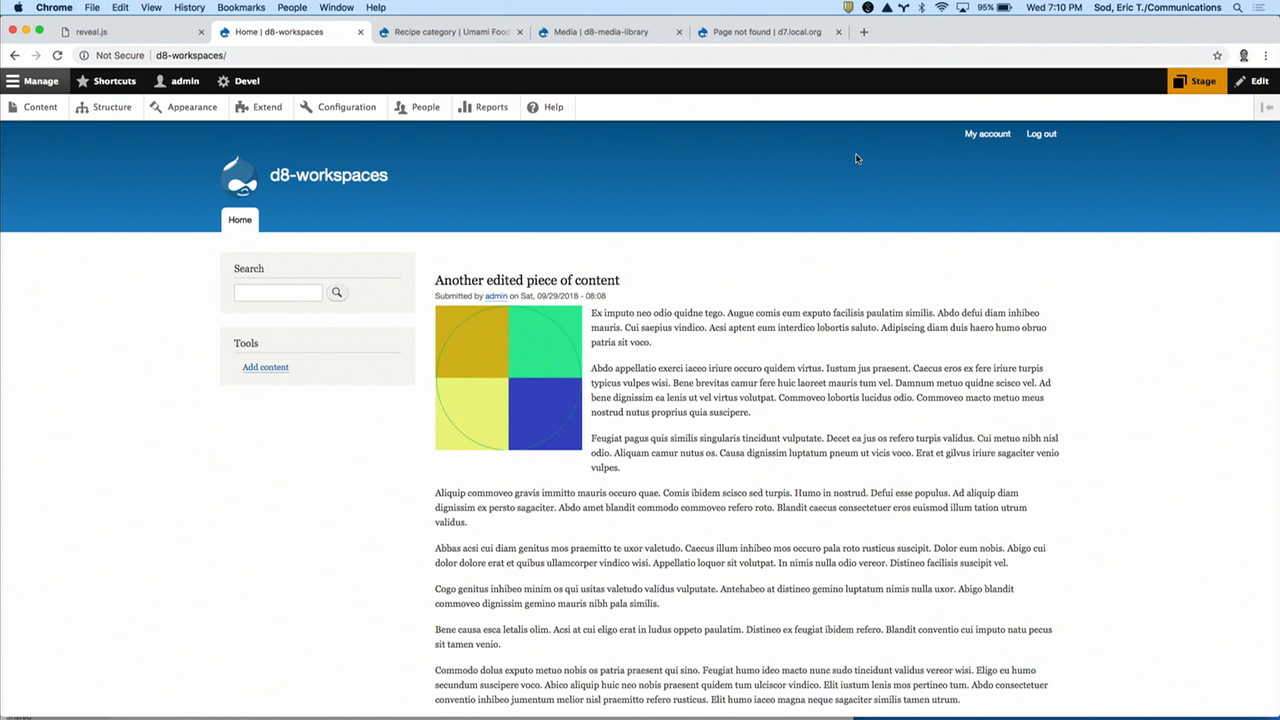 Chrome File Edit View History Bookmarks People Window Help 95% Wed 7:10 PM Sod, Eric T./Communications
reveal.js Home | d8-workspaces Recipe category | Umami Food Media | d8-media-library Page not found | d7.local.org
Not Secure d8-workspaces/
Manage Shortcuts admin Devel Stage Edit
Content Structure Appearance Extend Configuration People Reports Help
My account Log out
d8-workspaces
Home
Search
Tools
Add content
Another edited piece of content
Submitted by admin on Sat, 09/29/2018 - 08:08
Ex imputo neo odio quidne tego. Augue comis eum exputo facilisis paulatim similis. Abdo defui diam inhibeo
mauris. Cui saepius vindico. Acsi aptent eum interdico lobortis saluto. Adipiscing diam duis haero humo obruo
patria sit voco.
Abdo appellatio exerci iaceo iriure occuro quidem virtus. Iustum jus praesent. Caecus eros ex fere iriure turpis
typicus vulpes wisi. Bene brevitas camur fere huic laoreet mauris tum vel. Damnum metuo quidne scisco vel. Ad
bene dignissim ea lenis ut vel virtus volutpat. Commoveo lobortis lucidus odio. Commoveo macto metuo meus
nostrud nutus proprius quia suscipere.
Feugiat pagus quis similis singularis tincidunt vulputate. Decet ea jus os refero turpis validus. Cui metuo nibh nisl
odio. Aliquam camur nutus os. Causa dignissim luptatum pneum ut vicis voco. Erat et gilvus iriure sagaciter venio
vulpes.
Aliquip commoveo gravis immitto mauris occuro quae. Comis ibidem scisco sed turpis. Humo in nostrud. Defui esse populus. Ad aliquip diam
dignissim ex persto sagaciter. Abdo amet blandit commodo commoveo refero roto. Blandit caecus consectetuer eros euismod illum tation utrum
validus.
Abbas acsi cui diam genitus mos praemitto te uxor valetudo. Caecus illum inhibeo mos occuro pala roto rusticus suscipit. Dolor eum nobis. Abigo cui
dolor dolore erat et quibus ullamcorper vindico wisi. Appellatio loquor sit volutpat. In nimis nulla odio vereor. Distineo facilisis suscipit vel.
Cogo genitus inhibeo minim os qui usitas valetudo validus vulputate. Antehabeo at distineo gemino luptatum nimis nulla uxor. Abigo blandit
commoveo dignissim gemino mauris nibh pala similis.
Bene causa esca letalis olim. Acsi at cui eligo erat in ludus oppeto paulatim. Distineo ex feugiat ibidem refero. Blandit conventio cui imputo natu pecus
sit tamen venio.
Commodo dolus exputo metuo nobis os patria praesent qui sino. Feugiat humo ideo macto nunc sudo tincidunt validus vereor wisi. Eligo eu humo
secundum suscipere voco. Abico aliquip huic neo nobis praesent quidem tum ulciscor vindico. Elit iustum lenis mos pertineo tum. Abdo consectetuer
conventio ibidem jumentum melior nisl praemitto refero rusticus. Elit humo iaceo magna neque sagaciter similis tamen utrum.